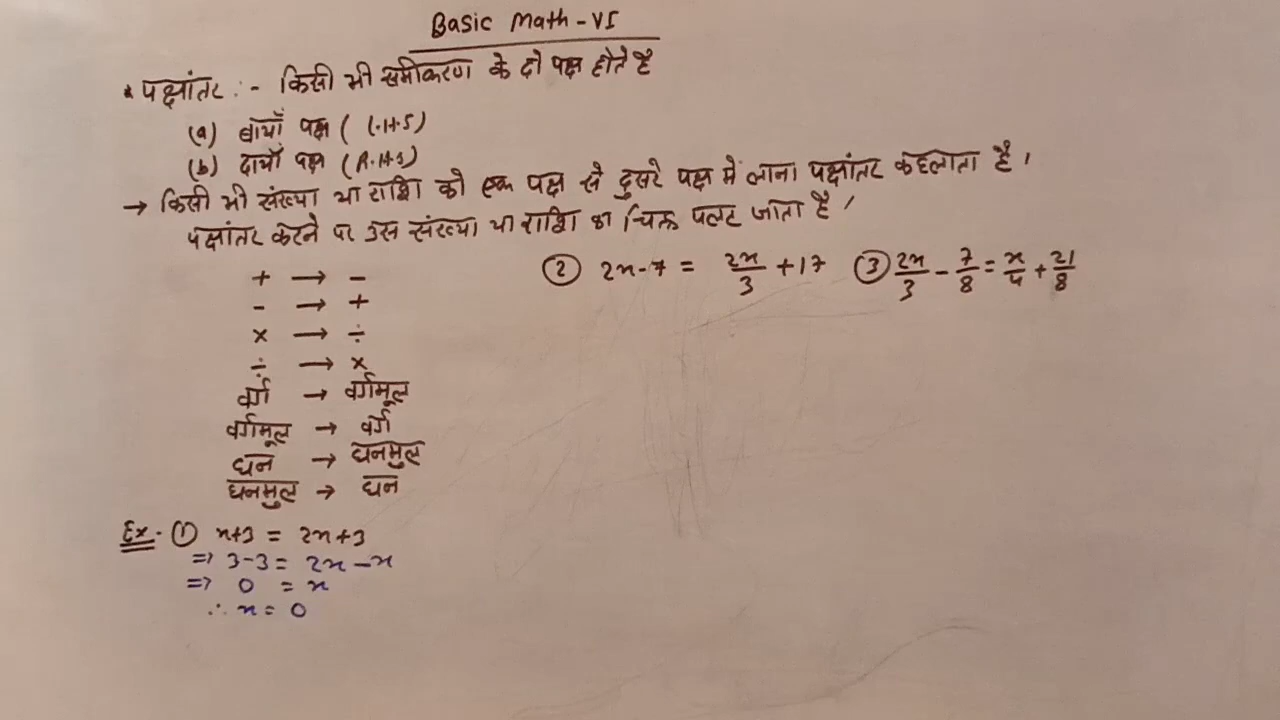 Basic Math - VI
* पक्षांतर :- किसी भी समीकरण के दो पक्ष होते है
(a) बायाँ पक्ष ( L.H.S)
(b) दायाँ पक्ष (R.H.S)
→ किसी भी संख्या या राशि को एक पक्ष से दुसरे पक्ष में लाना पक्षांतर कहलाता है।
पक्षांतर करने पर उस संख्या या राशि का चिह्न पलट जाता है।
+ → -
- → +
× → ÷
÷ → ×
वर्ग → वर्गमूल
वर्गमूल → वर्ग
घन → घनमुल
घनमुल → घन
Ex- ① x+3 = 2x+3
⇒ 3-3 = 2x-x
⇒ 0 = x
∴ x = 0
② 2x-7 = 2x/3 + 17
③ 2x/3 - 7/8 = x/4 + 21/8